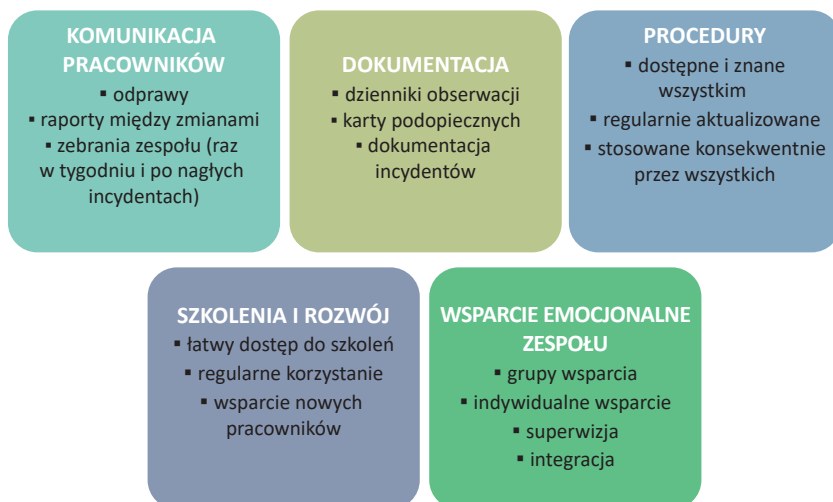 KOMUNIKACJA
PRACOWNIKÓW
▪ odprawy
▪ raporty między zmianami
▪ zebrania zespołu (raz
w tygodniu i po nagłych
incydentach)
DOKUMENTACJA
▪ dzienniki obserwacji
▪ karty podopiecznych
▪ dokumentacja
incydentów
PROCEDURY
▪ dostępne i znane
wszystkim
▪ regularnie aktualizowane
▪ stosowane konsekwentnie
przez wszystkich
SZKOLENIA I ROZWÓJ
▪ łatwy dostęp do szkoleń
▪ regularne korzystanie
▪ wsparcie nowych
pracowników
WSPARCIE EMOCJONALNE
ZESPOŁU
▪ grupy wsparcia
▪ indywidualne wsparcie
▪ superwizja
▪ integracja